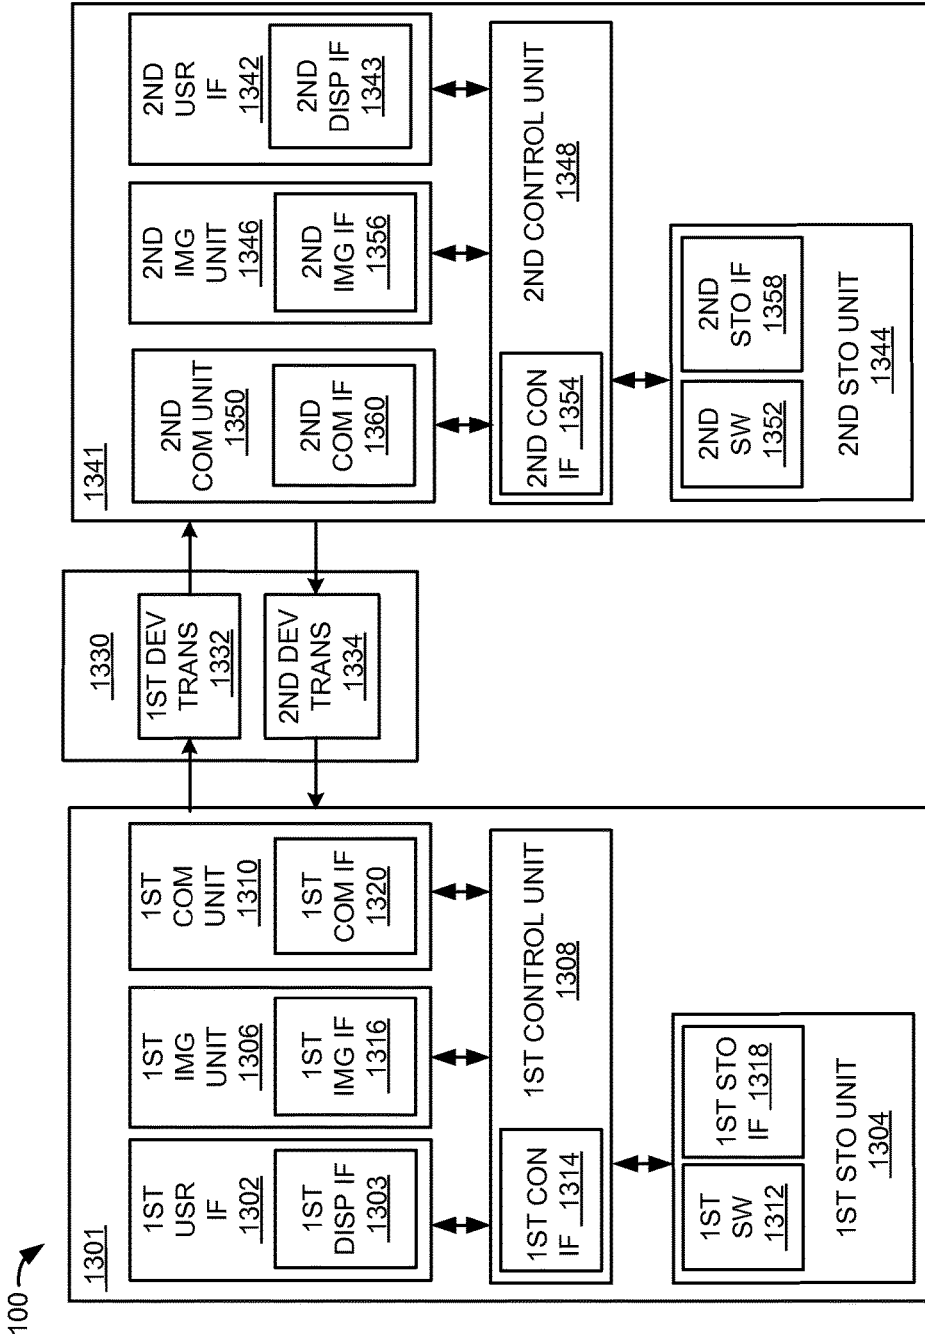 100
1301
1ST
USR
IF
1302
1ST
DISP IF
1303
1ST
IMG
UNIT
1306
1ST
IMG IF
1316
1ST
COM
UNIT
1310
1ST
COM IF
1320
1ST CONTROL UNIT
1308
1ST CON
IF 1314
1ST
SW
1312
1ST STO
IF 1318
1ST STO UNIT
1304
1330
1ST DEV
TRANS
1332
2ND DEV
TRANS
1334
1341
2ND
COM UNIT
1350
2ND
COM IF
1360
2ND
IMG
UNIT
1346
2ND
IMG IF
1356
2ND
USR
IF
1342
2ND
DISP IF
1343
2ND CONTROL UNIT
1348
2ND CON
IF 1354
2ND
SW
1352
2ND
STO IF
1358
2ND STO UNIT
1344